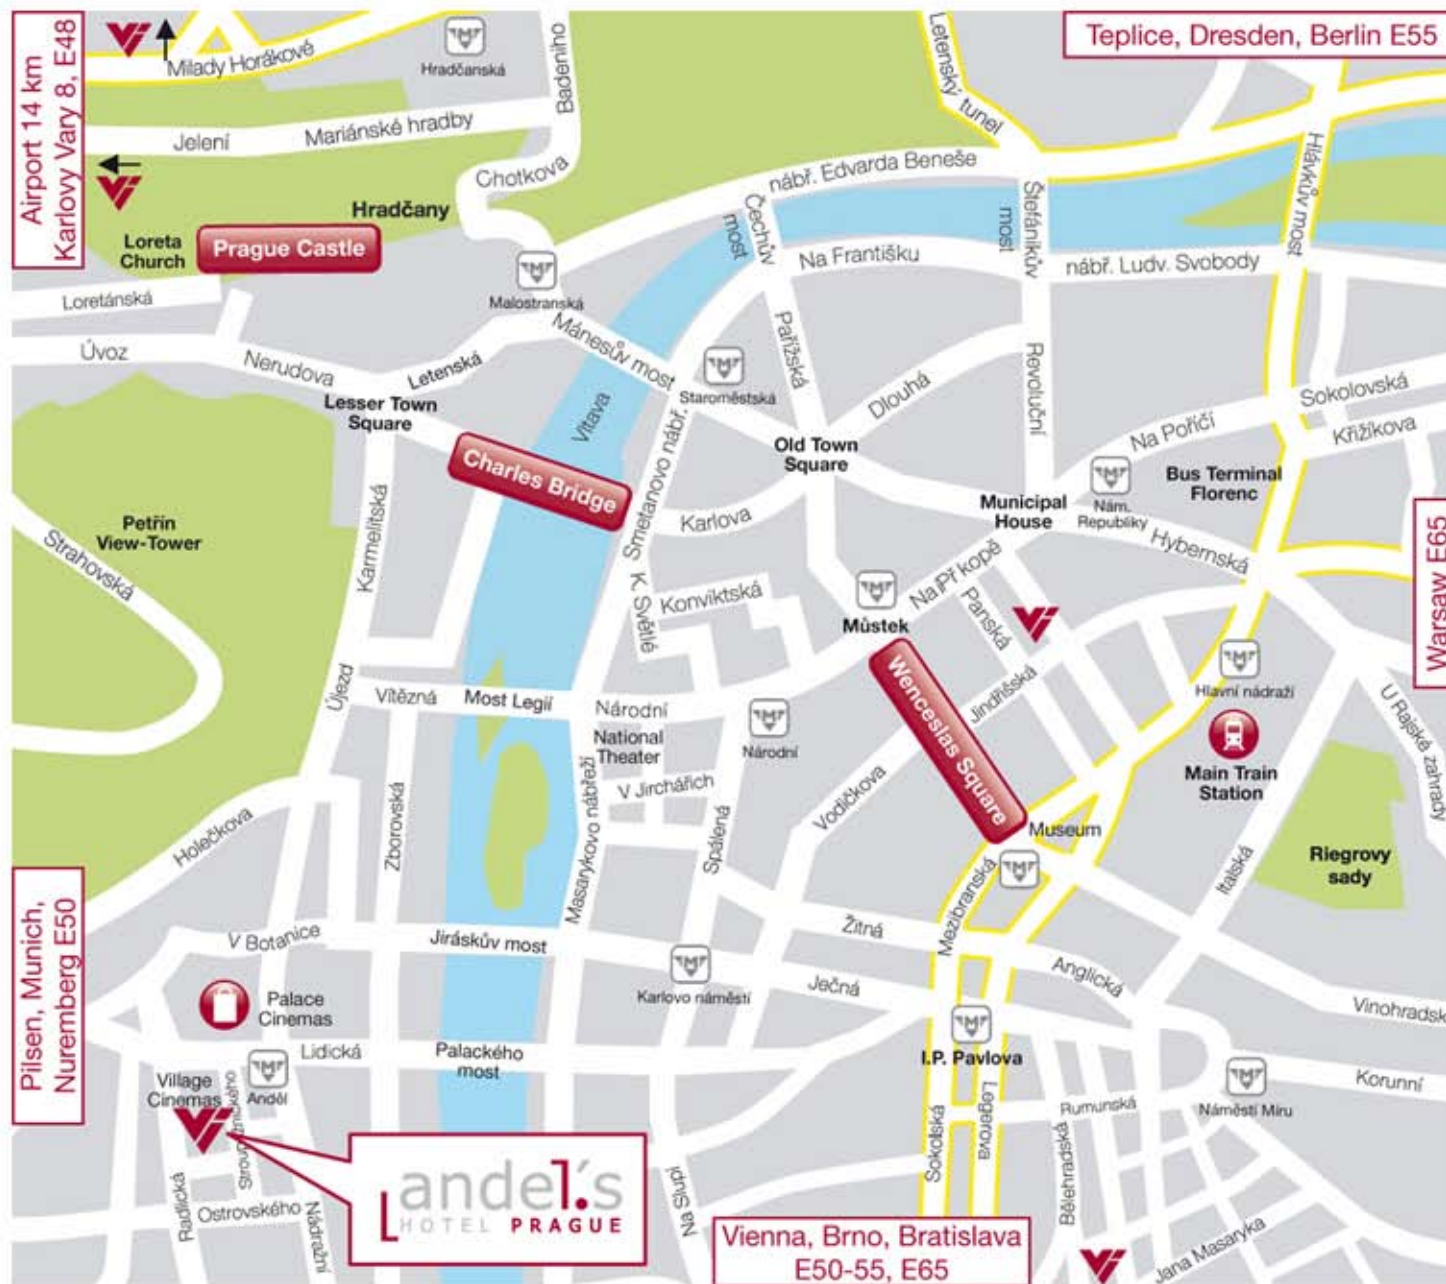 Airport 14 km
Karlovy Vary 8, E48
Milady Horákové
Hradčanská
Badeniho
Letenský tunel
Teplice, Dresden, Berlin E55
Jelení
Mariánské hradby
Chotkova
nábř. Edvarda Beneše
Hlávkův most
Hradčany
Loreta
Church
Prague Castle
Čechův
most
Štefánikův
most
Na Františku
nábř. Ludv. Svobody
Loretánská
Malostranská
Úvoz
Nerudova
Letenská
Mánesův most
Staroměstská
Pařížská
Dlouhá
Revoluční
Sokolovská
Křižíkova
Na Poříčí
Lesser Town
Square
Vltava
Old Town
Square
Charles Bridge
Smetanovo nábř.
Karlova
Municipal
House
Nám.
Republiky
Bus Terminal
Florenc
Hybernská
Warsaw E65
Petřín
View-Tower
Strahovská
Karmelitská
K. Světlé
Konviktská
Můstek
Na Př kopě
Panská
Jindřišská
Wenceslas Square
Hlavní nádraží
Main Train
Station
U Rajské zahrady
Újezd
Vítězná
Most Legií
Národní
National
Theater
Národní
V Jirchářích
Masarykovo nábřeží
Spálená
Vodičkova
Museum
Mezibranská
Italská
Riegrovy
sady
Holečkova
Zborovská
Pilsen, Munich,
Nuremberg E50
V Botanice
Jiráskův most
Karlovo náměstí
Žitná
Ječná
Anglická
Vinohradsk
Palace
Cinemas
Lidická
Palackého
most
I.P. Pavlova
Korunní
Village
Cinemas
Anděl
Stroupežnického
Rumunská
Náměstí Míru
Sokolská
Legerova
Bělehradská
Radlická
Ostrovského
Nádražní
andel's
HOTEL PRAGUE
Na Slupi
Vienna, Brno, Bratislava
E50-55, E65
Jana Masaryka